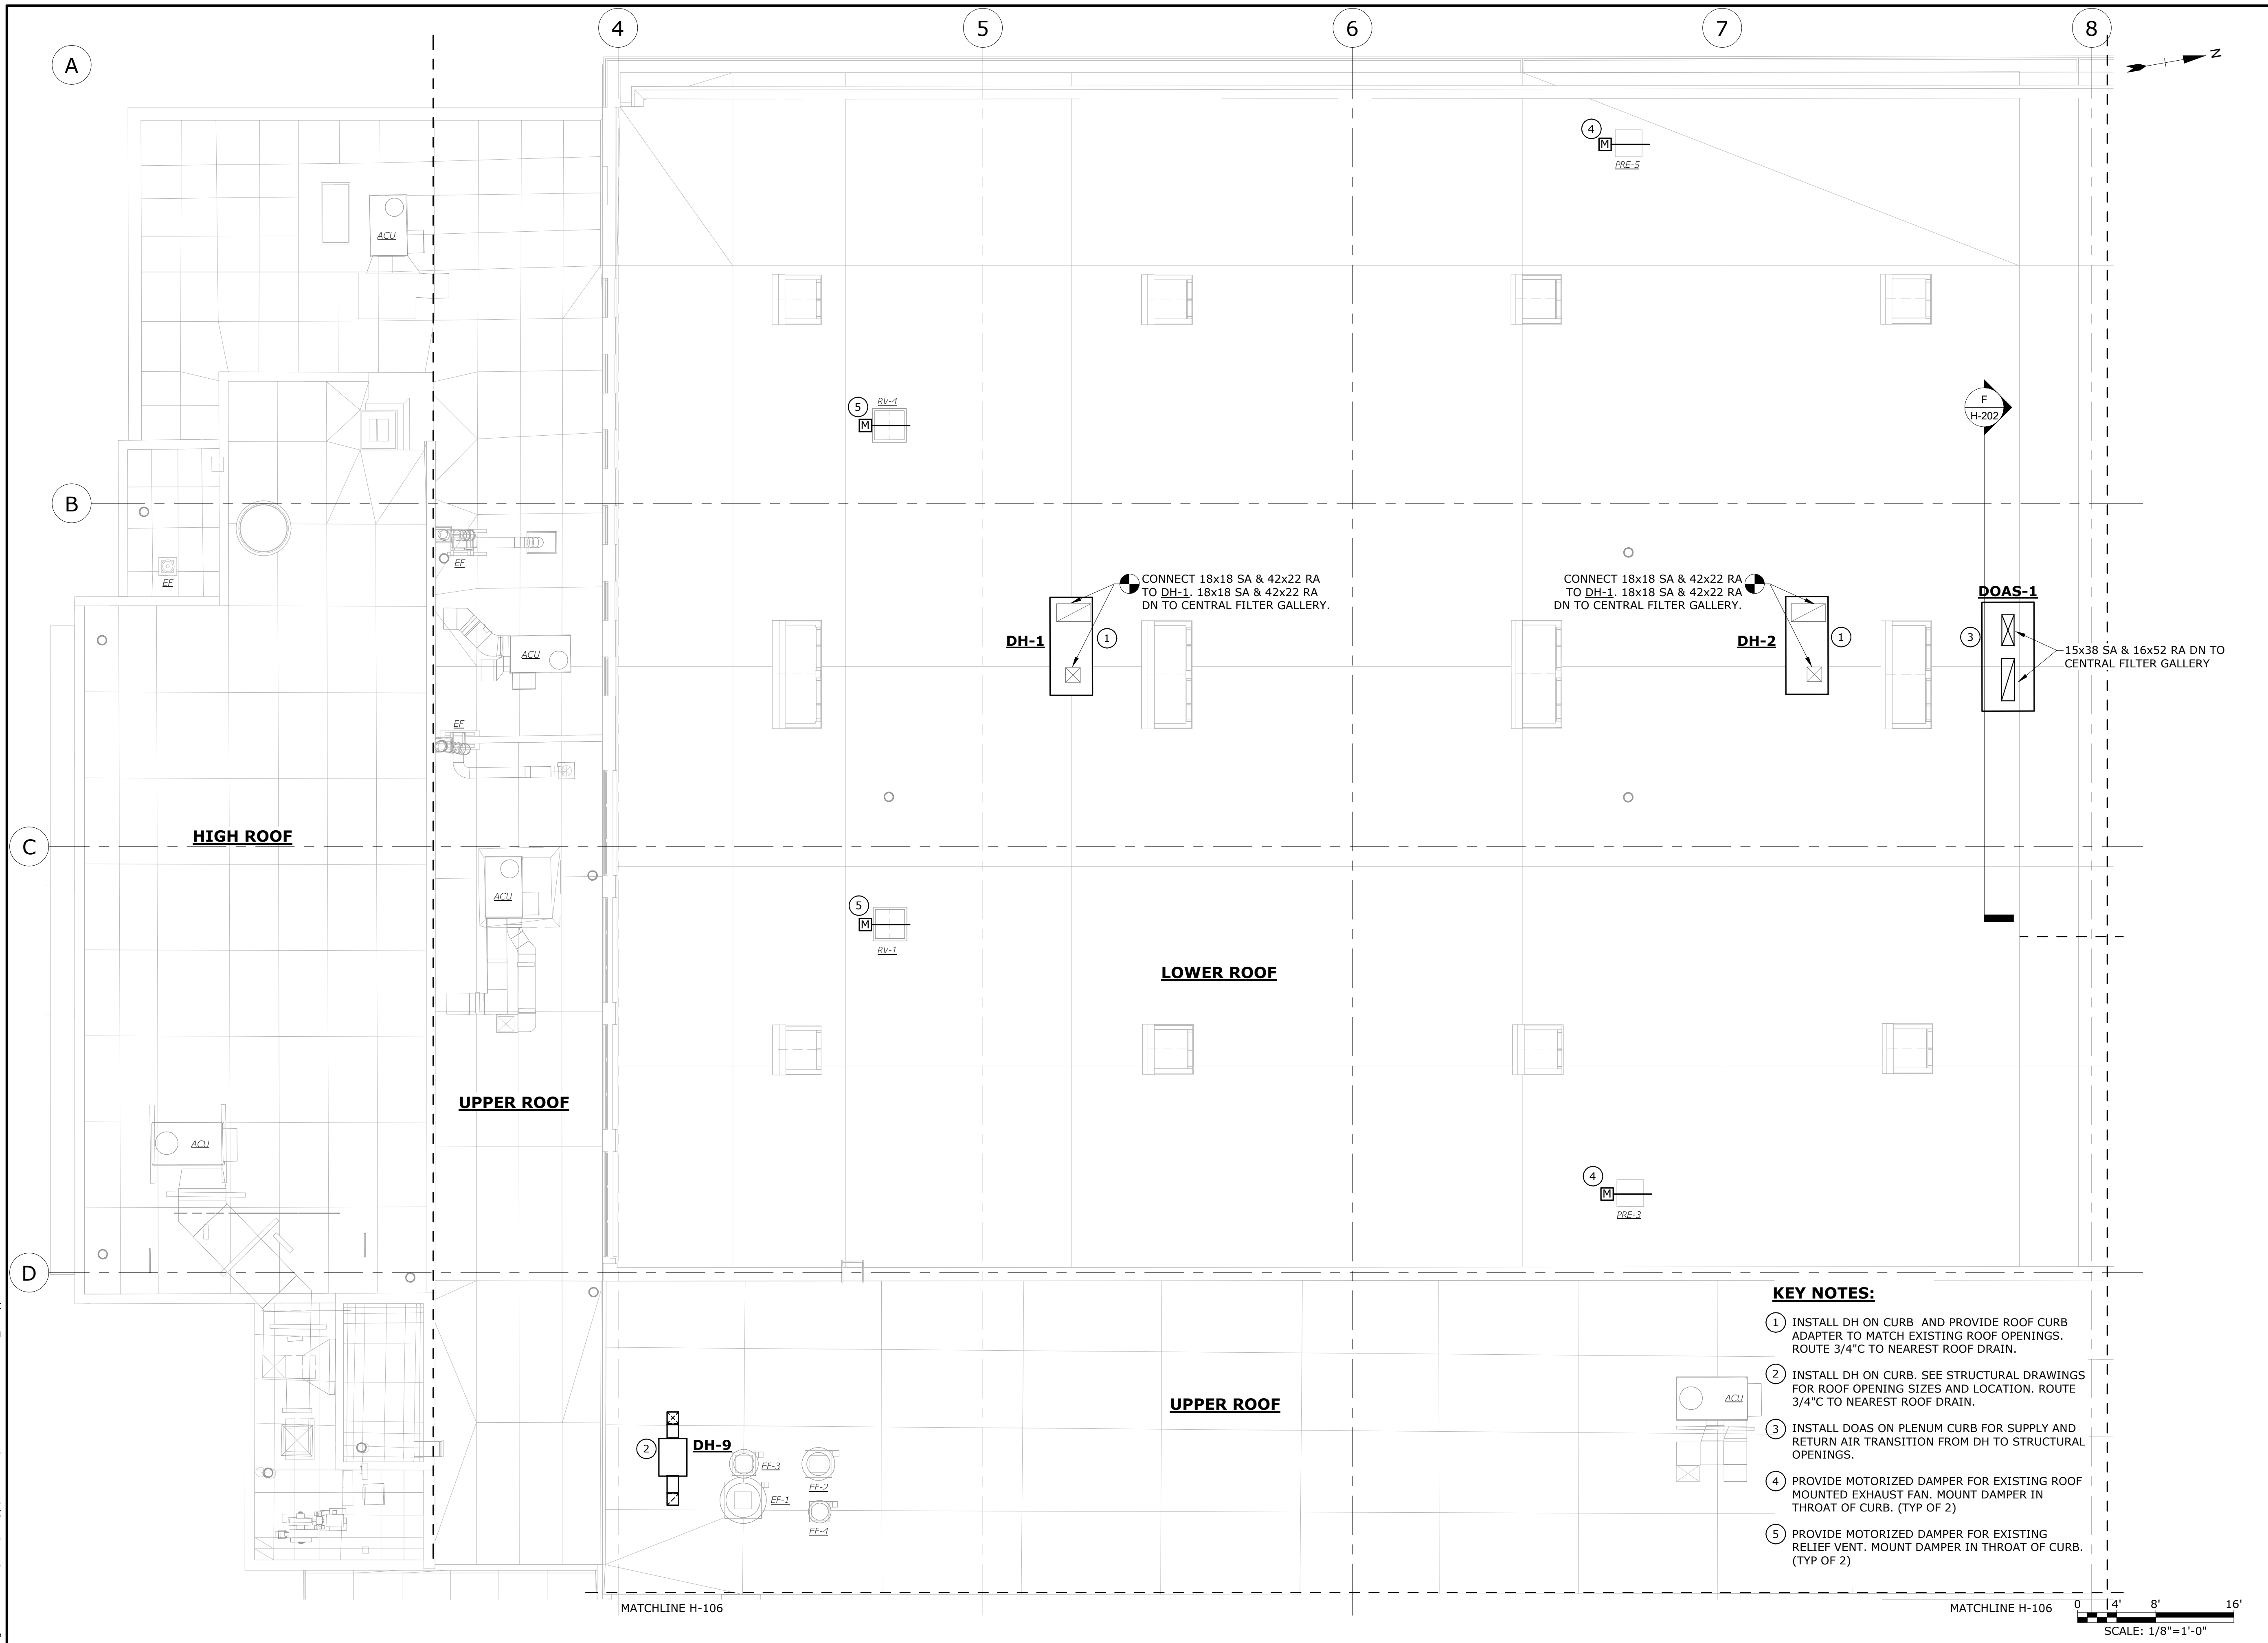 4
5
6
7
8
A
N
4
M
PRE-5
ACU
RV-4
5
M
F
H-202
B
EF
EF
CONNECT 18x18 SA & 42x22 RA
TO DH-1. 18x18 SA & 42x22 RA
DN TO CENTRAL FILTER GALLERY.
DH-1
1
CONNECT 18x18 SA & 42x22 RA
TO DH-1. 18x18 SA & 42x22 RA
DN TO CENTRAL FILTER GALLERY.
DH-2
1
DOAS-1
3
15x38 SA & 16x52 RA DN TO
CENTRAL FILTER GALLERY
ACU
EF
HIGH ROOF
C
ACU
5
M
RV-1
LOWER ROOF
UPPER ROOF
ACU
4
M
PRE-3
D
KEY NOTES:
1 INSTALL DH ON CURB AND PROVIDE ROOF CURB
ADAPTER TO MATCH EXISTING ROOF OPENINGS.
ROUTE 3/4"C TO NEAREST ROOF DRAIN.
2 INSTALL DH ON CURB. SEE STRUCTURAL DRAWINGS
FOR ROOF OPENING SIZES AND LOCATION. ROUTE
3/4"C TO NEAREST ROOF DRAIN.
3 INSTALL DOAS ON PLENUM CURB FOR SUPPLY AND
RETURN AIR TRANSITION FROM DH TO STRUCTURAL
OPENINGS.
4 PROVIDE MOTORIZED DAMPER FOR EXISTING ROOF
MOUNTED EXHAUST FAN. MOUNT DAMPER IN
THROAT OF CURB. (TYP OF 2)
5 PROVIDE MOTORIZED DAMPER FOR EXISTING
RELIEF VENT. MOUNT DAMPER IN THROAT OF CURB.
(TYP OF 2)
ACU
UPPER ROOF
2
DH-9
EF-3
EF-2
EF-1
EF-4
MATCHLINE H-106
MATCHLINE H-106
0 4' 8' 16'
SCALE: 1/8"=1'-0"